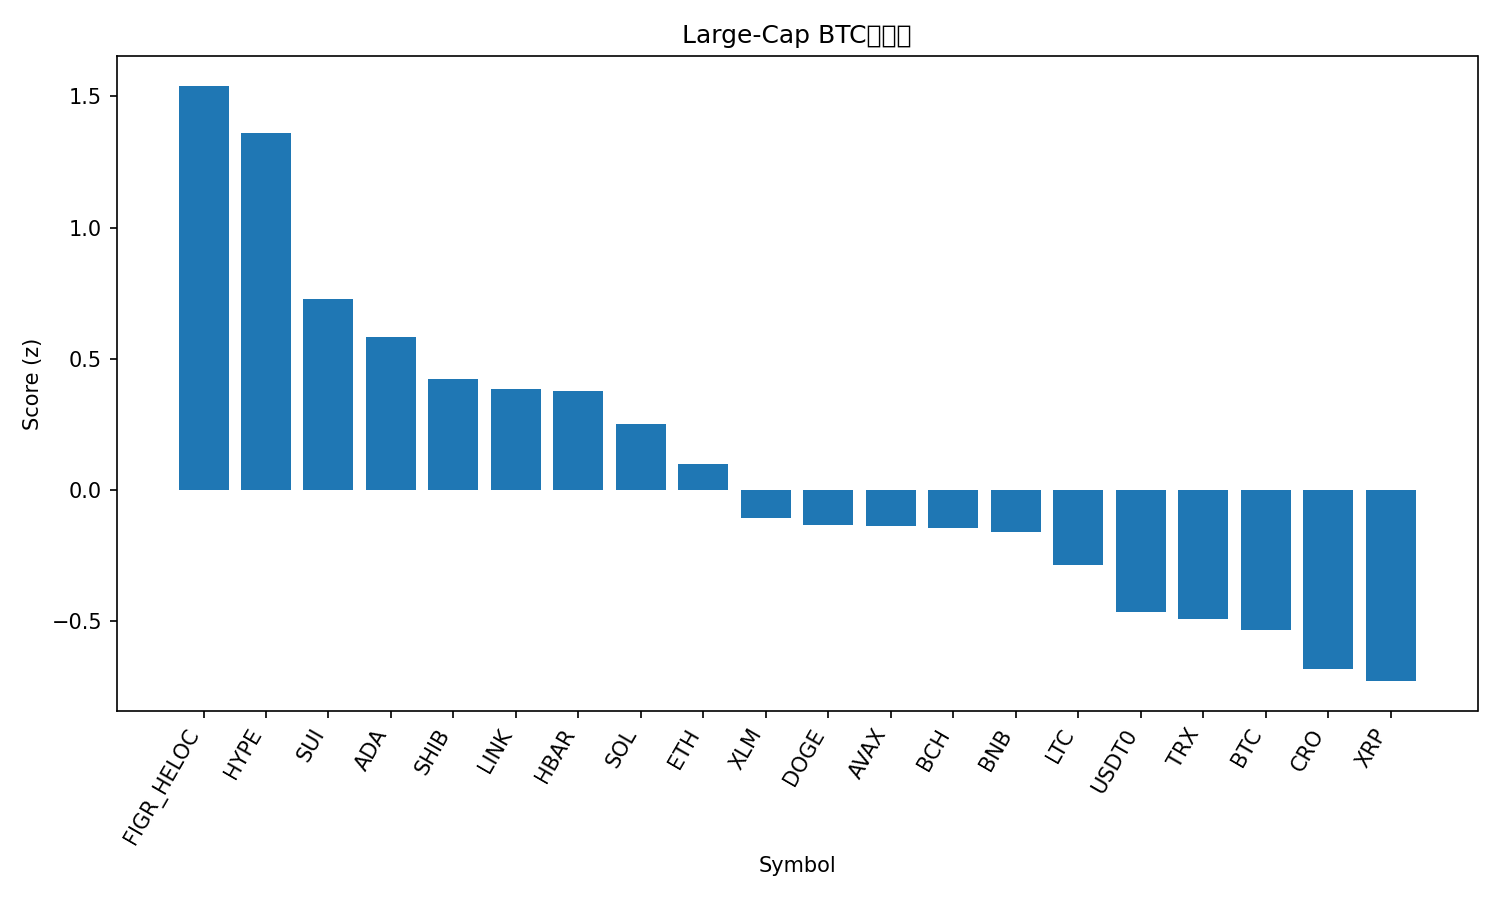 Large-Cap BTC
1.5
1.0
0.5
0.0
−0.5
Score (z)
FIGR_HELOC
HYPE
SUI
ADA
SHIB
LINK
HBAR
SOL
ETH
XLM
DOGE
AVAX
BCH
BNB
LTC
USDT0
TRX
BTC
CRO
XRP
Symbol